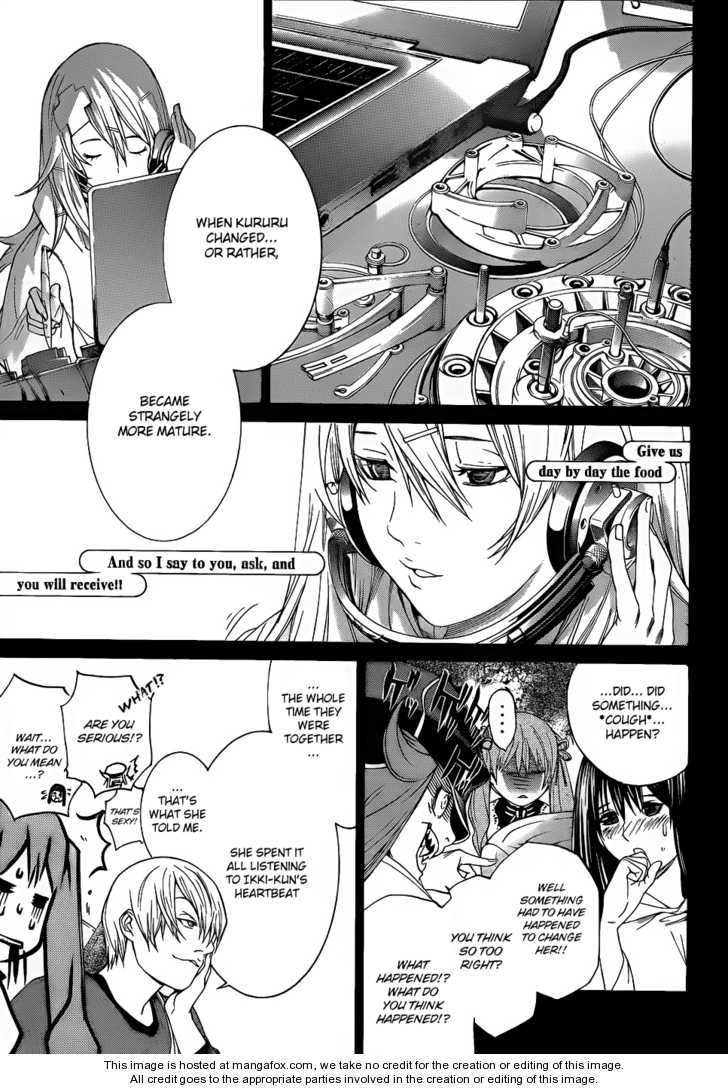 WHEN KURURU
CHANGED...
OR RATHER,
BECAME
STRANGELY
MORE MATURE.
Give us
day by day the food
And so I say to you, ask, and
you will receive!!
...DID... DID
SOMETHING...
*COUGH*...
HAPPEN?
....
WELL
SOMETHING
HAD TO HAVE
HAPPENED
TO CHANGE
HER!!
YOU THINK
SO TOO
RIGHT?
WHAT
HAPPENED!?
WHAT DO
YOU THINK
HAPPENED!?
...
THE WHOLE
TIME THEY
WERE
TOGETHER
...
SHE SPENT IT
ALL LISTENING
TO IKKI-KUN'S
HEARTBEAT
...
THAT'S
WHAT SHE
TOLD ME.
WHAT!?
ARE YOU
SERIOUS!?
THAT'S
SEXY!
WAIT...
WHAT DO
YOU MEAN
...?
This image is hosted at mangafox.com, we take no credit for the creation or editing of this image.
All credit goes to the appropriate parties involved in the creation or editing of this image.